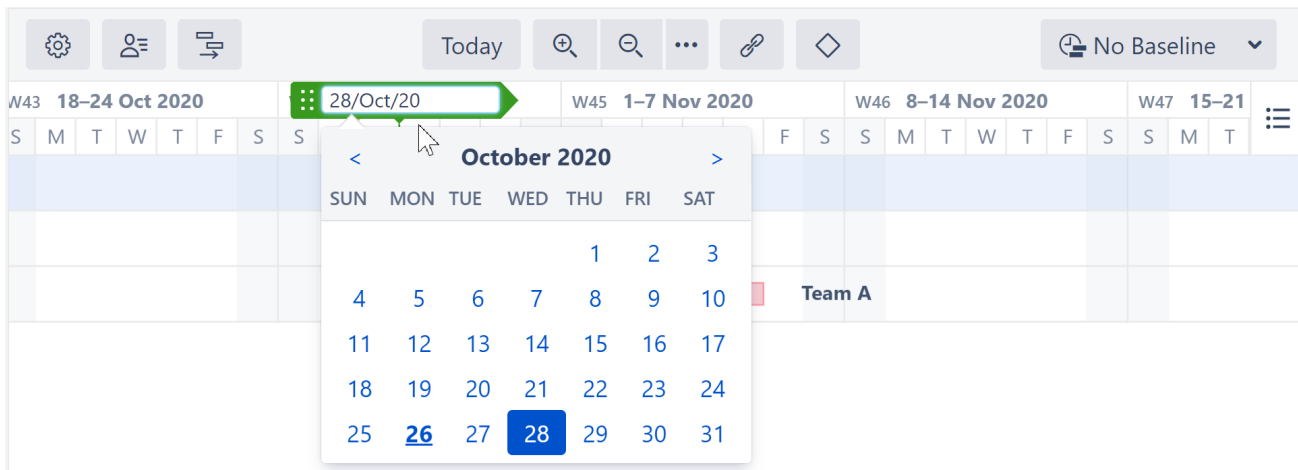 Today ••• No Baseline
W43 18–24 Oct 2020 28/Oct/20 W45 1–7 Nov 2020 W46 8–14 Nov 2020 W47 15–21
S M T W T F S S F S S M T W T F S S M T
< October 2020 >
SUN MON TUE WED THU FRI SAT
1 2 3
4 5 6 7 8 9 10
Team A
11 12 13 14 15 16 17
18 19 20 21 22 23 24
25 26 27 28 29 30 31